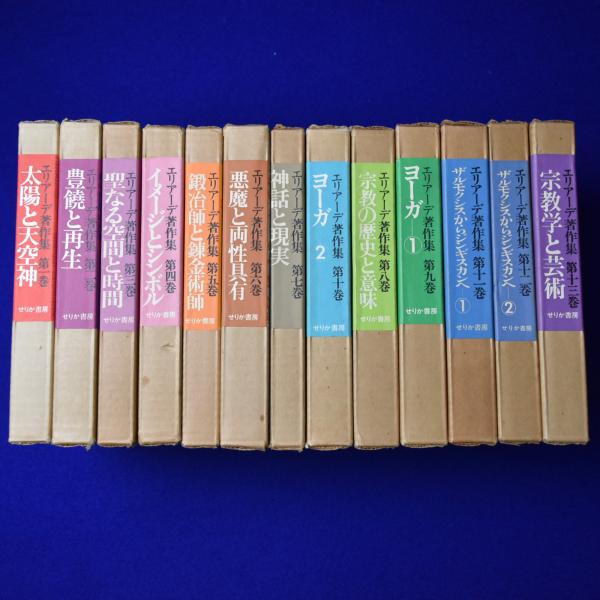 太陽と天空神
エリアーデ著作集 第一巻
せりか書房
豊饒と再生
エリアーデ著作集 第二巻
せりか書房
聖なる空間と時間
エリアーデ著作集 第三巻
せりか書房
イメージとシンボル
エリアーデ著作集 第四巻
せりか書房
鍛冶師と錬金術師
エリアーデ著作集 第五巻
せりか書房
悪魔と両性具有
エリアーデ著作集 第六巻
せりか書房
神話と現実
エリアーデ著作集 第七巻
せりか書房
ヨーガ 2
エリアーデ著作集 第十巻
せりか書房
宗教の歴史と意味
エリアーデ著作集 第八巻
せりか書房
ヨーガ 1
エリアーデ著作集 第九巻
せりか書房
ザルモクシスからジンギスカンへ 1
エリアーデ著作集 第十一巻
せりか書房
ザルモクシスからジンギスカンへ 2
エリアーデ著作集 第十二巻
せりか書房
宗教学と芸術
エリアーデ著作集 第十三巻
せりか書房